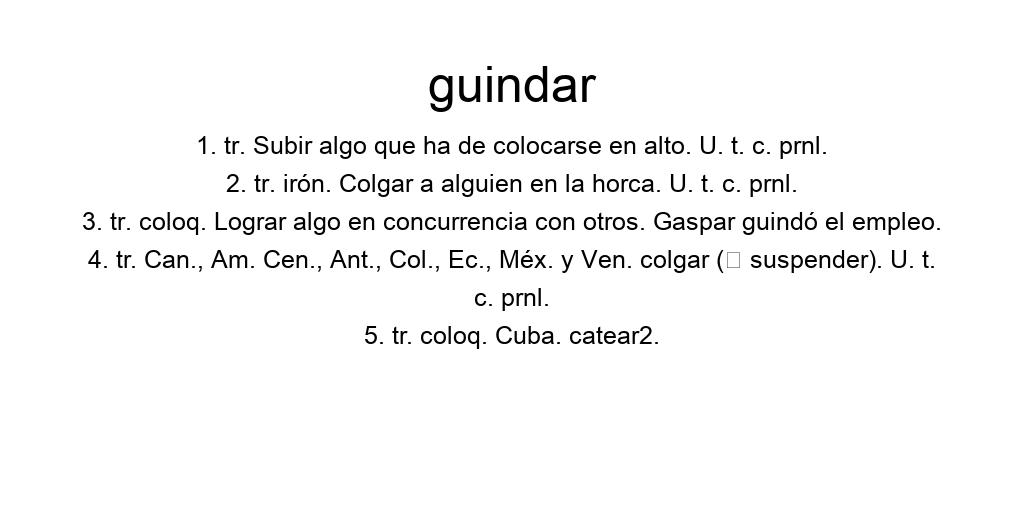 guindar
1. tr. Subir algo que ha de colocarse en alto. U. t. c. prnl.
2. tr. irón. Colgar a alguien en la horca. U. t. c. prnl.
3. tr. coloq. Lograr algo en concurrencia con otros. Gaspar guindó el empleo.
4. tr. Can., Am. Cen., Ant., Col., Ec., Méx. y Ven. colgar (□ suspender). U. t.
c. prnl.
5. tr. coloq. Cuba. catear2.